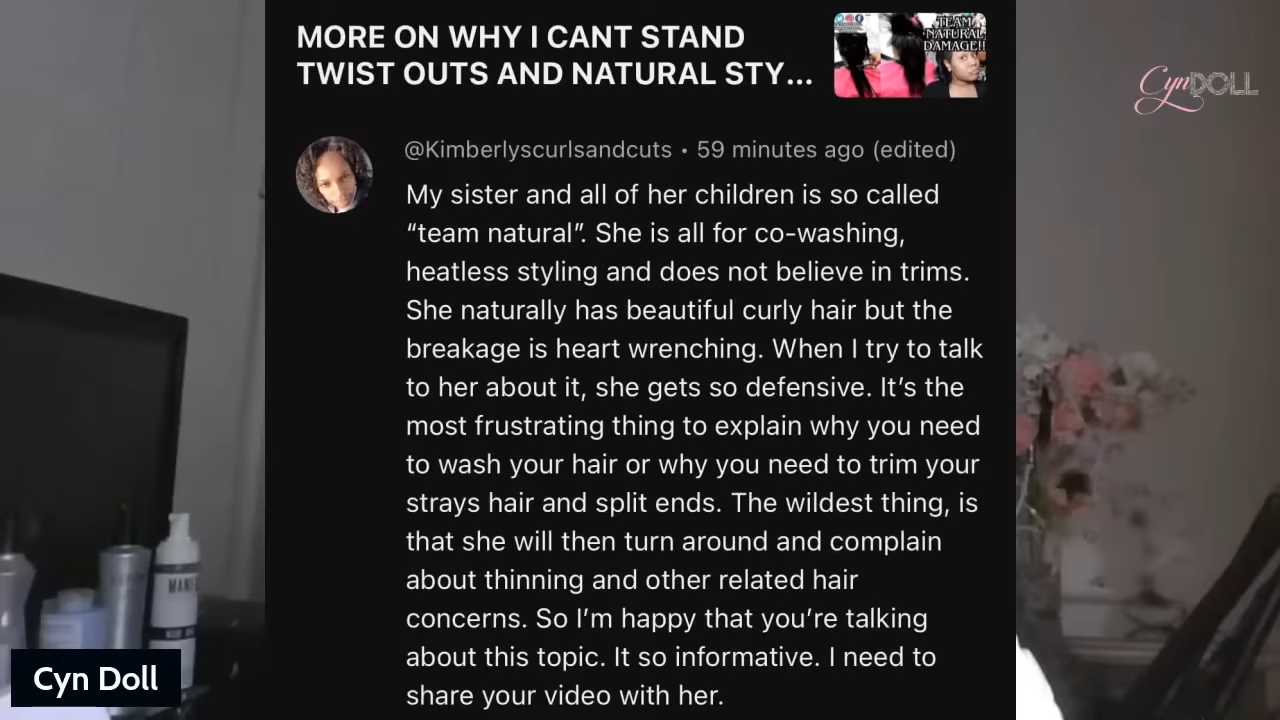 MORE ON WHY I CANT STAND
TWIST OUTS AND NATURAL STY...
TEAM
NATURAL
DAMAGE!!
CynDOLL
@Kimberlyscurlsandcuts • 59 minutes ago (edited)
My sister and all of her children is so called
“team natural”. She is all for co-washing,
heatless styling and does not believe in trims.
She naturally has beautiful curly hair but the
breakage is heart wrenching. When I try to talk
to her about it, she gets so defensive. It’s the
most frustrating thing to explain why you need
to wash your hair or why you need to trim your
strays hair and split ends. The wildest thing, is
that she will then turn around and complain
about thinning and other related hair
concerns. So I’m happy that you’re talking
about this topic. It so informative. I need to
share your video with her.
Cyn Doll